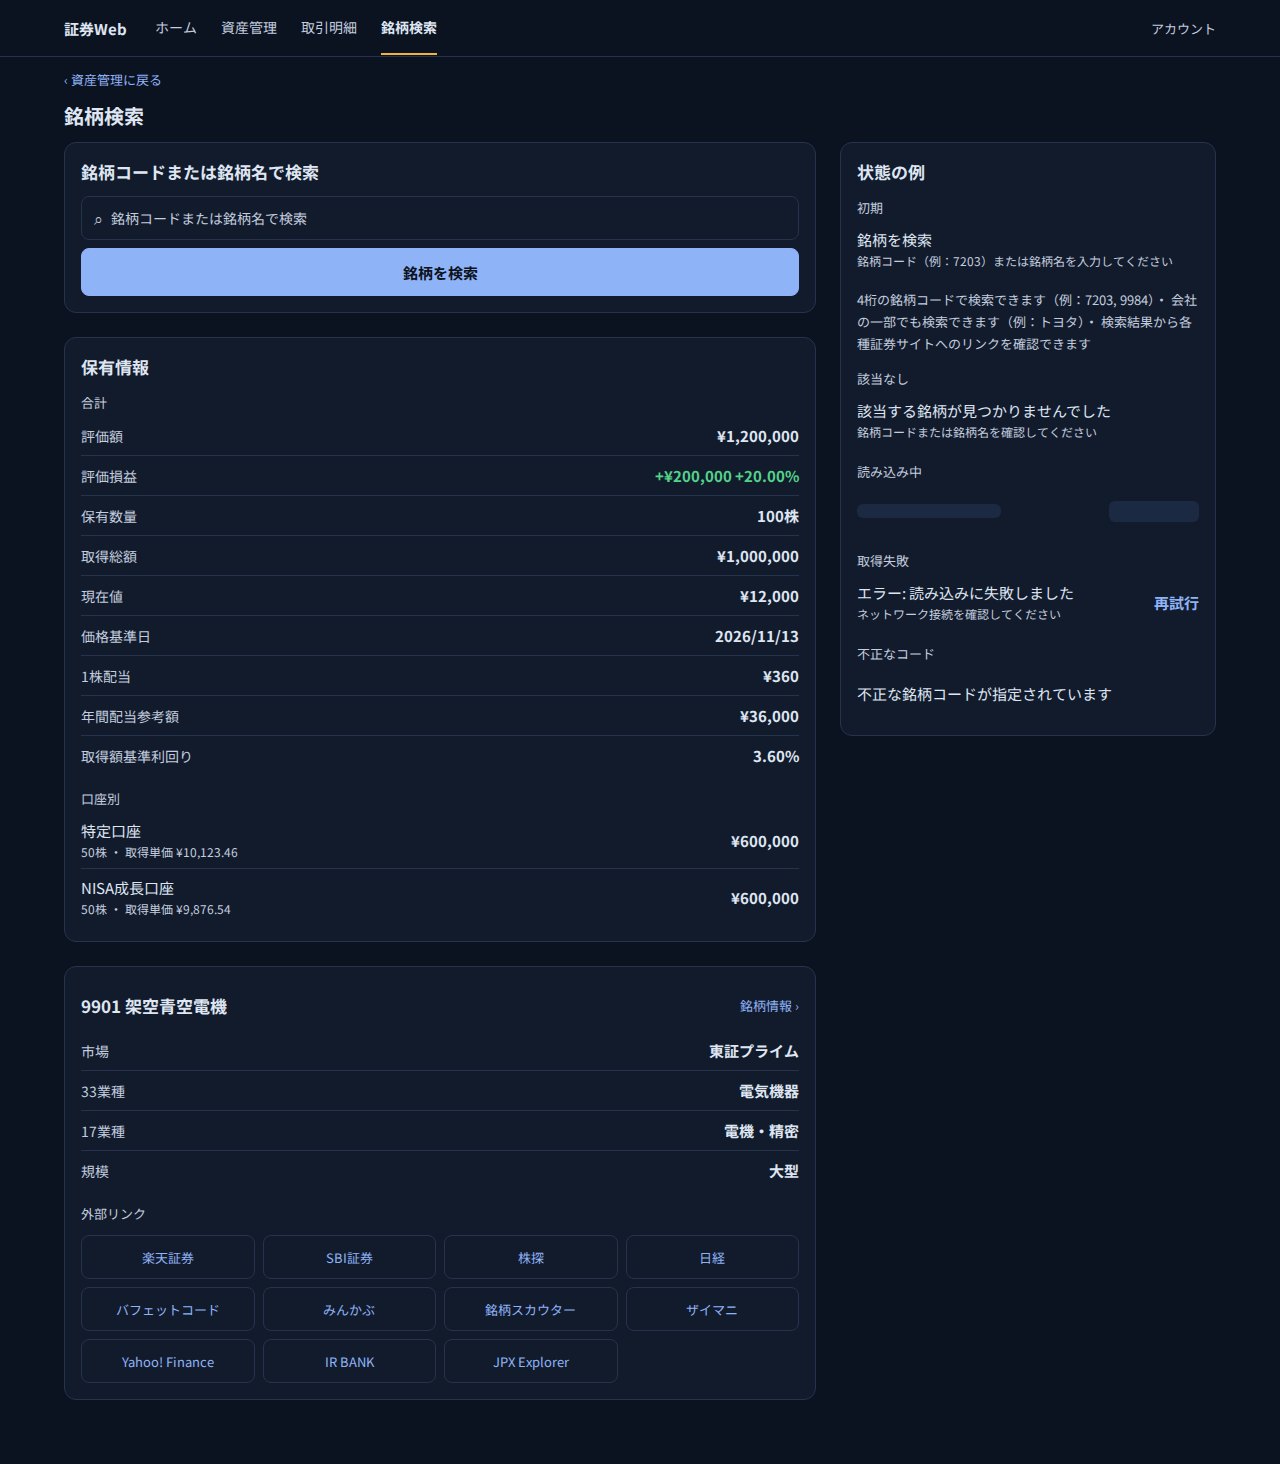 証券Web
ホーム
資産管理
取引明細
銘柄検索
アカウント
‹ 資産管理に戻る
銘柄検索
銘柄コードまたは銘柄名で検索
銘柄コードまたは銘柄名で検索
銘柄を検索
保有情報
合計
評価額 ¥1,200,000
評価損益 +¥200,000 +20.00%
保有数量 100株
取得総額 ¥1,000,000
現在値 ¥12,000
価格基準日 2026/11/13
1株配当 ¥360
年間配当参考額 ¥36,000
取得額基準利回り 3.60%
口座別
特定口座
50株 ・ 取得単価 ¥10,123.46
¥600,000
NISA成長口座
50株 ・ 取得単価 ¥9,876.54
¥600,000
9901 架空青空電機
銘柄情報 ›
市場 東証プライム
33業種 電気機器
17業種 電機・精密
規模 大型
外部リンク
楽天証券
SBI証券
株探
日経
バフェットコード
みんかぶ
銘柄スカウター
ザイマニ
Yahoo! Finance
IR BANK
JPX Explorer
状態の例
初期
銘柄を検索
銘柄コード（例：7203）または銘柄名を入力してください
4桁の銘柄コードで検索できます（例：7203, 9984）・ 会社
の一部でも検索できます（例：トヨタ）・ 検索結果から各
種証券サイトへのリンクを確認できます
該当なし
該当する銘柄が見つかりませんでした
銘柄コードまたは銘柄名を確認してください
読み込み中
取得失敗
エラー: 読み込みに失敗しました
ネットワーク接続を確認してください
再試行
不正なコード
不正な銘柄コードが指定されています